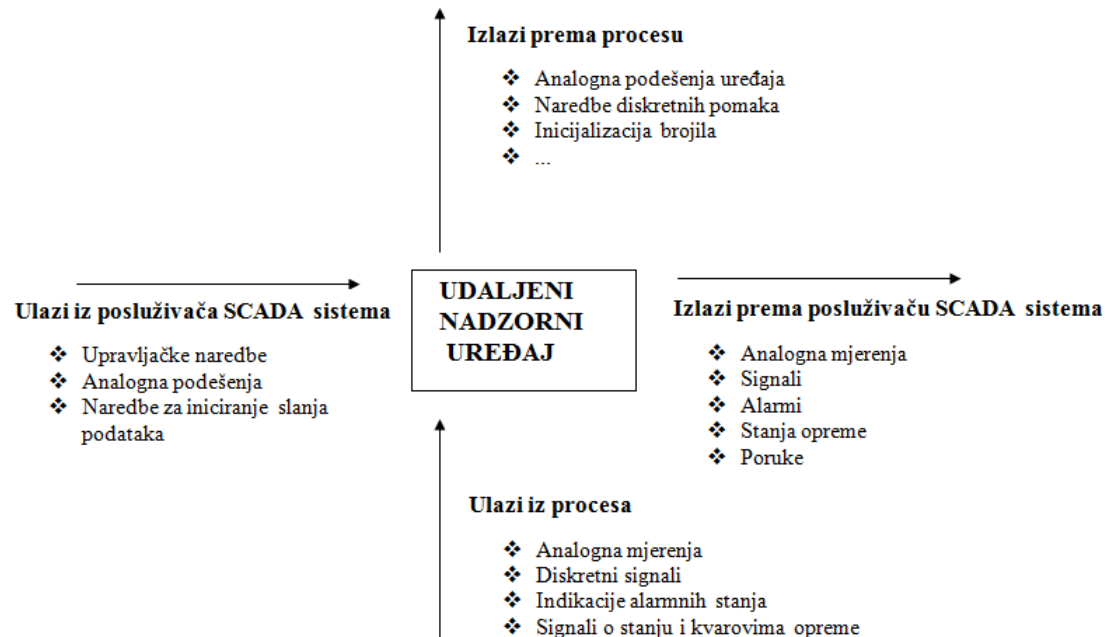 Izlazi prema procesu
❖ Analogna podešenja uređaja
❖ Naredbe diskretnih pomaka
❖ Inicijalizacija brojila
❖ ...
Ulazi iz posluživača SCADA sistema
❖ Upravljačke naredbe
❖ Analogna podešenja
❖ Naredbe za iniciranje slanja
podataka
UDALJENI
NADZORNI
UREĐAJ
Izlazi prema posluživaču SCADA sistema
❖ Analogna mjerenja
❖ Signali
❖ Alarmi
❖ Stanja opreme
❖ Poruke
Ulazi iz procesa
❖ Analogna mjerenja
❖ Diskretni signali
❖ Indikacije alarmnih stanja
❖ Signali o stanju i kvarovima opreme